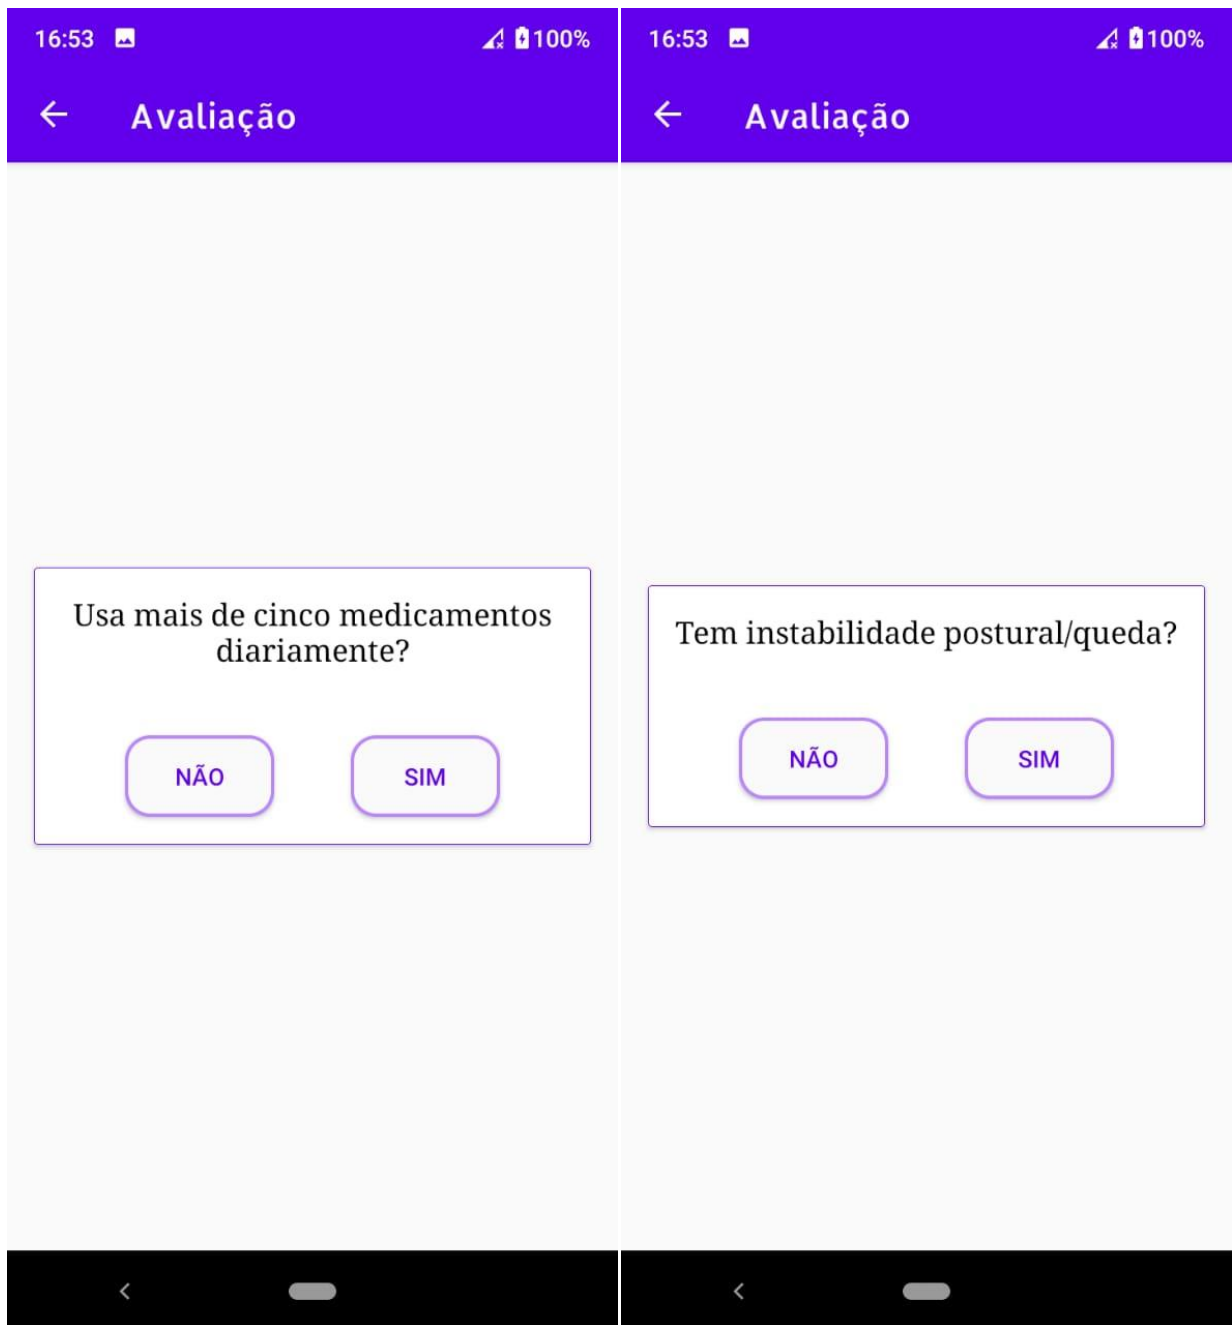 16:53
100%
Avaliação
Usa mais de cinco medicamentos
diariamente?
NÃO
SIM
16:53
100%
Avaliação
Tem instabilidade postural/queda?
NÃO
SIM